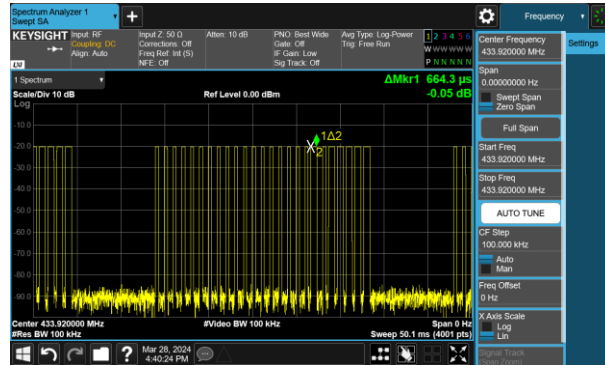 Spectrum Analyzer 1
Swept SA
+
Frequency
KEYSIGHT
Input: RF
Coupling: DC
Align: Auto
Input Z: 50 Ω
Corrections: Off
Freq Ref: Int (S)
NFE: Off
Atten: 10 dB
PNO: Best Wide
Gate: Off
IF Gain: Low
Sig Track: Off
Avg Type: Log-Power
Trig: Free Run
1 2 3 4 5 6
W W W W W W
P N N N N N
LXI
1 Spectrum
Scale/Div 10 dB
Ref Level 0.00 dBm
ΔMkr1 664.3 µs
-0.05 dB
Log
-10.0
-20.0
-30.0
-40.0
-50.0
-60.0
-70.0
-80.0
-90.0
1Δ2
X2
Center 433.920000 MHz
#Res BW 100 kHz
#Video BW 100 kHz
Span 0 Hz
Sweep 50.1 ms (4001 pts)
Mar 28, 2024
4:40:24 PM
?
Center Frequency
433.920000 MHz
Settings
Span
0.00000000 Hz
Swept Span
Zero Span
Full Span
Start Freq
433.920000 MHz
Stop Freq
433.920000 MHz
AUTO TUNE
CF Step
100.000 kHz
Auto
Man
Freq Offset
0 Hz
X Axis Scale
Log
Lin
Signal Track
(Span Zoom)